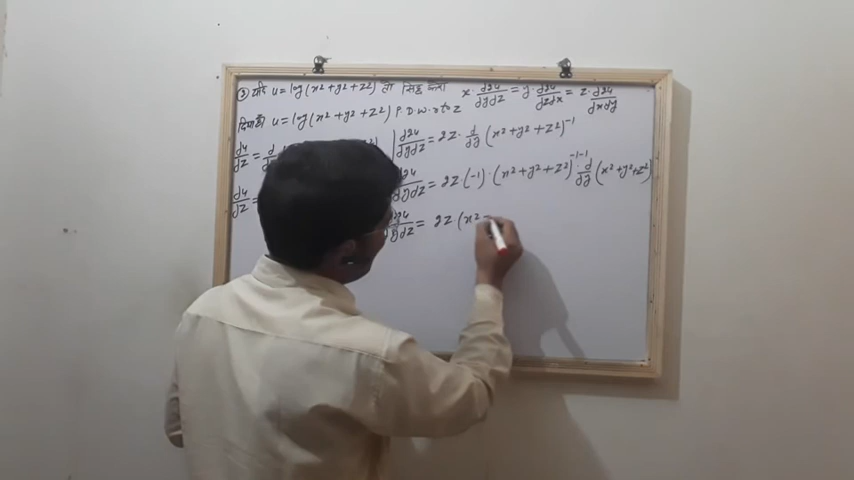 ③ यदि u = log(x² + y² + z²) तो सिद्ध करो x · d²u/dydz = y · d²u/dzdx = z · d²u/dxdy
दिया है। u = log(x² + y² + z²) P.D.w.r to z
du/dz = d/d
du/dz =
d²u/dydz = 2z · d/dy (x² + y² + z²)⁻¹
d²u/dydz = 2z · (-1) · (x² + y² + z²)⁻¹⁻¹ · d/dy (x² + y² + z²)
d²u/dydz = 2z · (x²